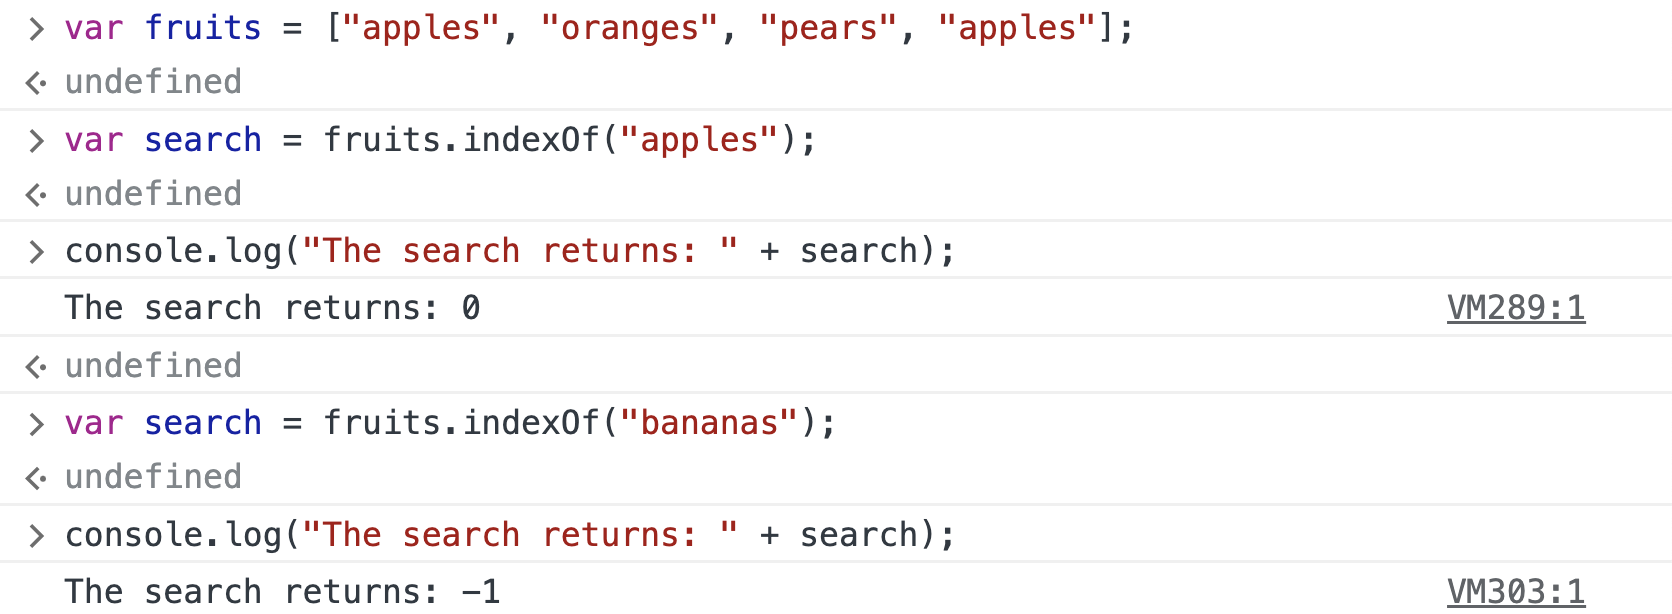 > var fruits = ["apples", "oranges", "pears", "apples"];
<· undefined
> var search = fruits.indexOf("apples");
<· undefined
> console.log("The search returns: " + search);
The search returns: 0 VM289:1
<· undefined
> var search = fruits.indexOf("bananas");
<· undefined
> console.log("The search returns: " + search);
The search returns: -1 VM303:1